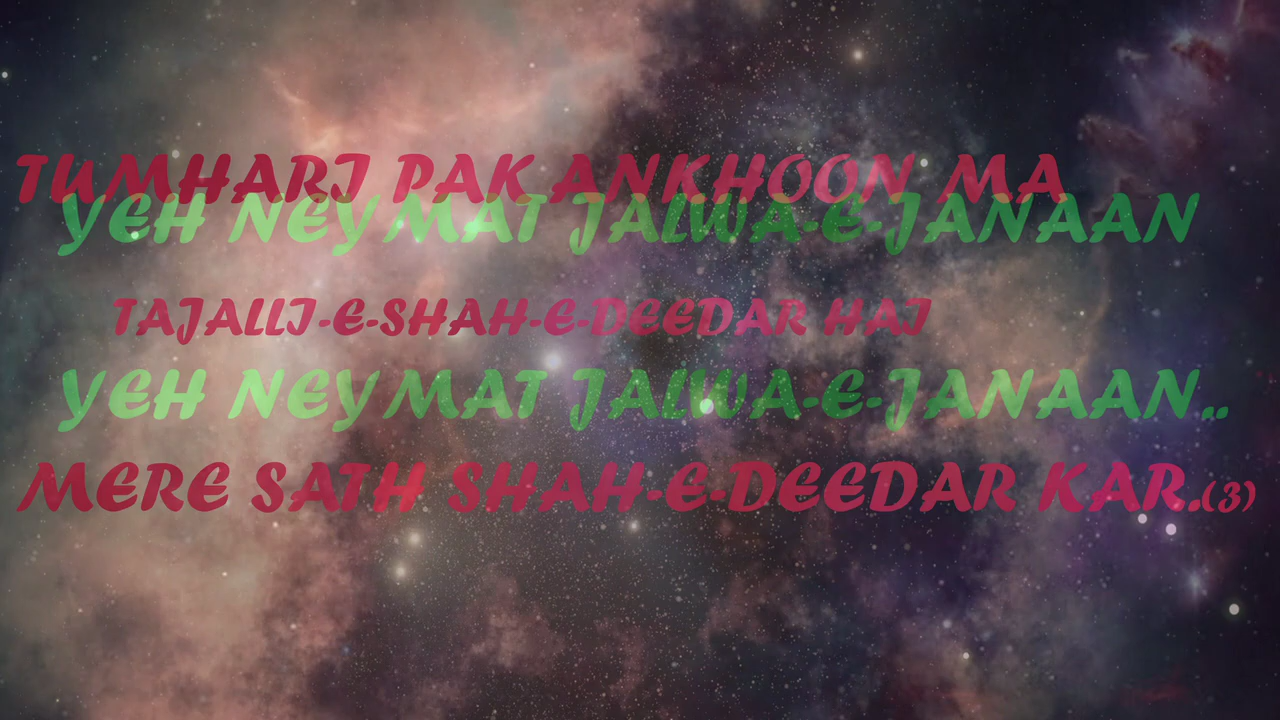 TUMHARI PAK ANKHOON MA
YEH NEYMAT JALWA-E-JANAAN
TAJALLI-E-SHAH-E-DEEDAR HAI
YEH NEYMAT JALWA-E-JANAAN..
MERE SATH SHAH-E-DEEDAR KAR.(3)